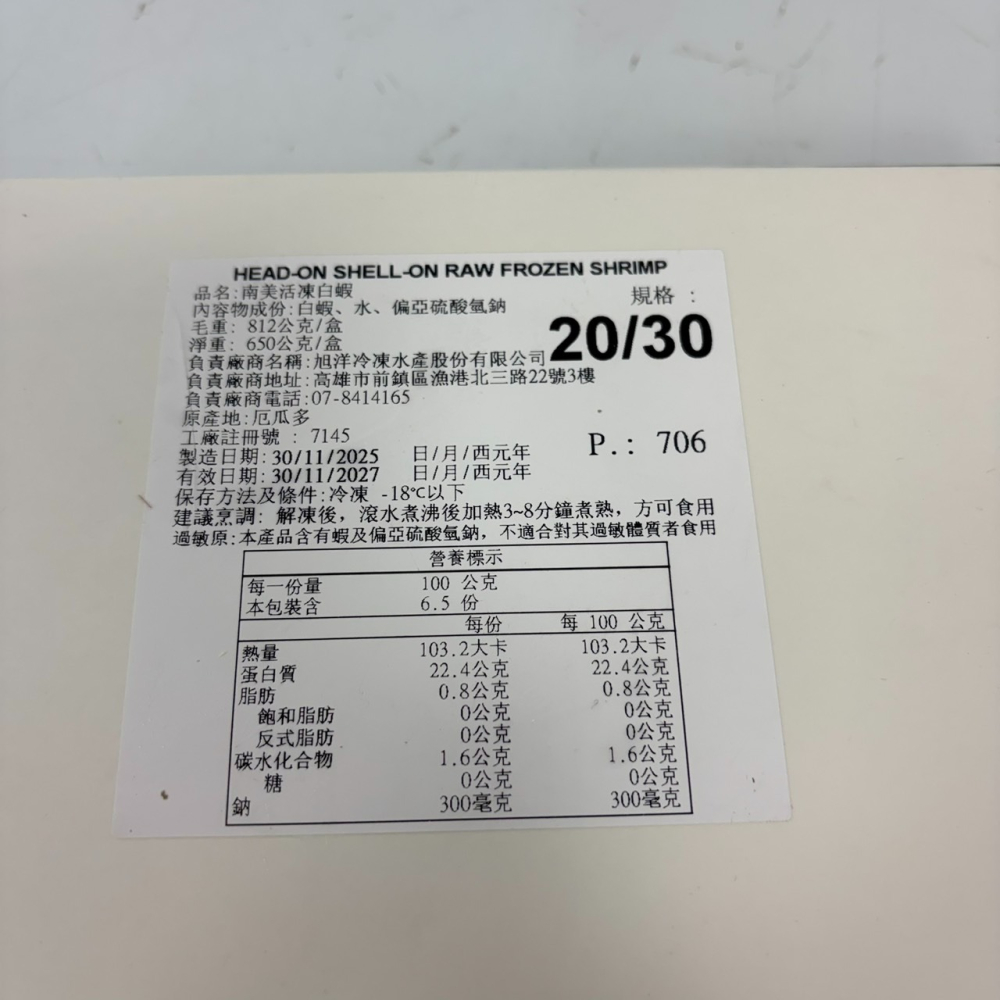 HEAD-ON SHELL-ON RAW FROZEN SHRIMP
品名:南美活凍白蝦
規格：
內容物成份:白蝦、水、偏亞硫酸氫鈉
20/30
毛重: 812公克/盒
淨重: 650公克/盒
負責廠商名稱:旭洋冷凍水產股份有限公司
負責廠商地址:高雄市前鎮區漁港北三路22號3樓
負責廠商電話:07-8414165
原產地:厄瓜多
工廠註冊號 : 7145
P.: 706
製造日期: 30/11/2025 日/月/西元年
有效日期: 30/11/2027 日/月/西元年
保存方法及條件:冷凍 -18℃以下
建議烹調: 解凍後，滾水煮沸後加熱3~8分鐘煮熟，方可食用
過敏原:本產品含有蝦及偏亞硫酸氫鈉，不適合對其過敏體質者食用
營養標示
每一份量 100 公克
本包裝含 6.5 份
每份 每 100 公克
熱量 103.2大卡 103.2大卡
蛋白質 22.4公克 22.4公克
脂肪 0.8公克 0.8公克
飽和脂肪 0公克 0公克
反式脂肪 0公克 0公克
碳水化合物 1.6公克 1.6公克
糖 0公克 0公克
鈉 300毫克 300毫克